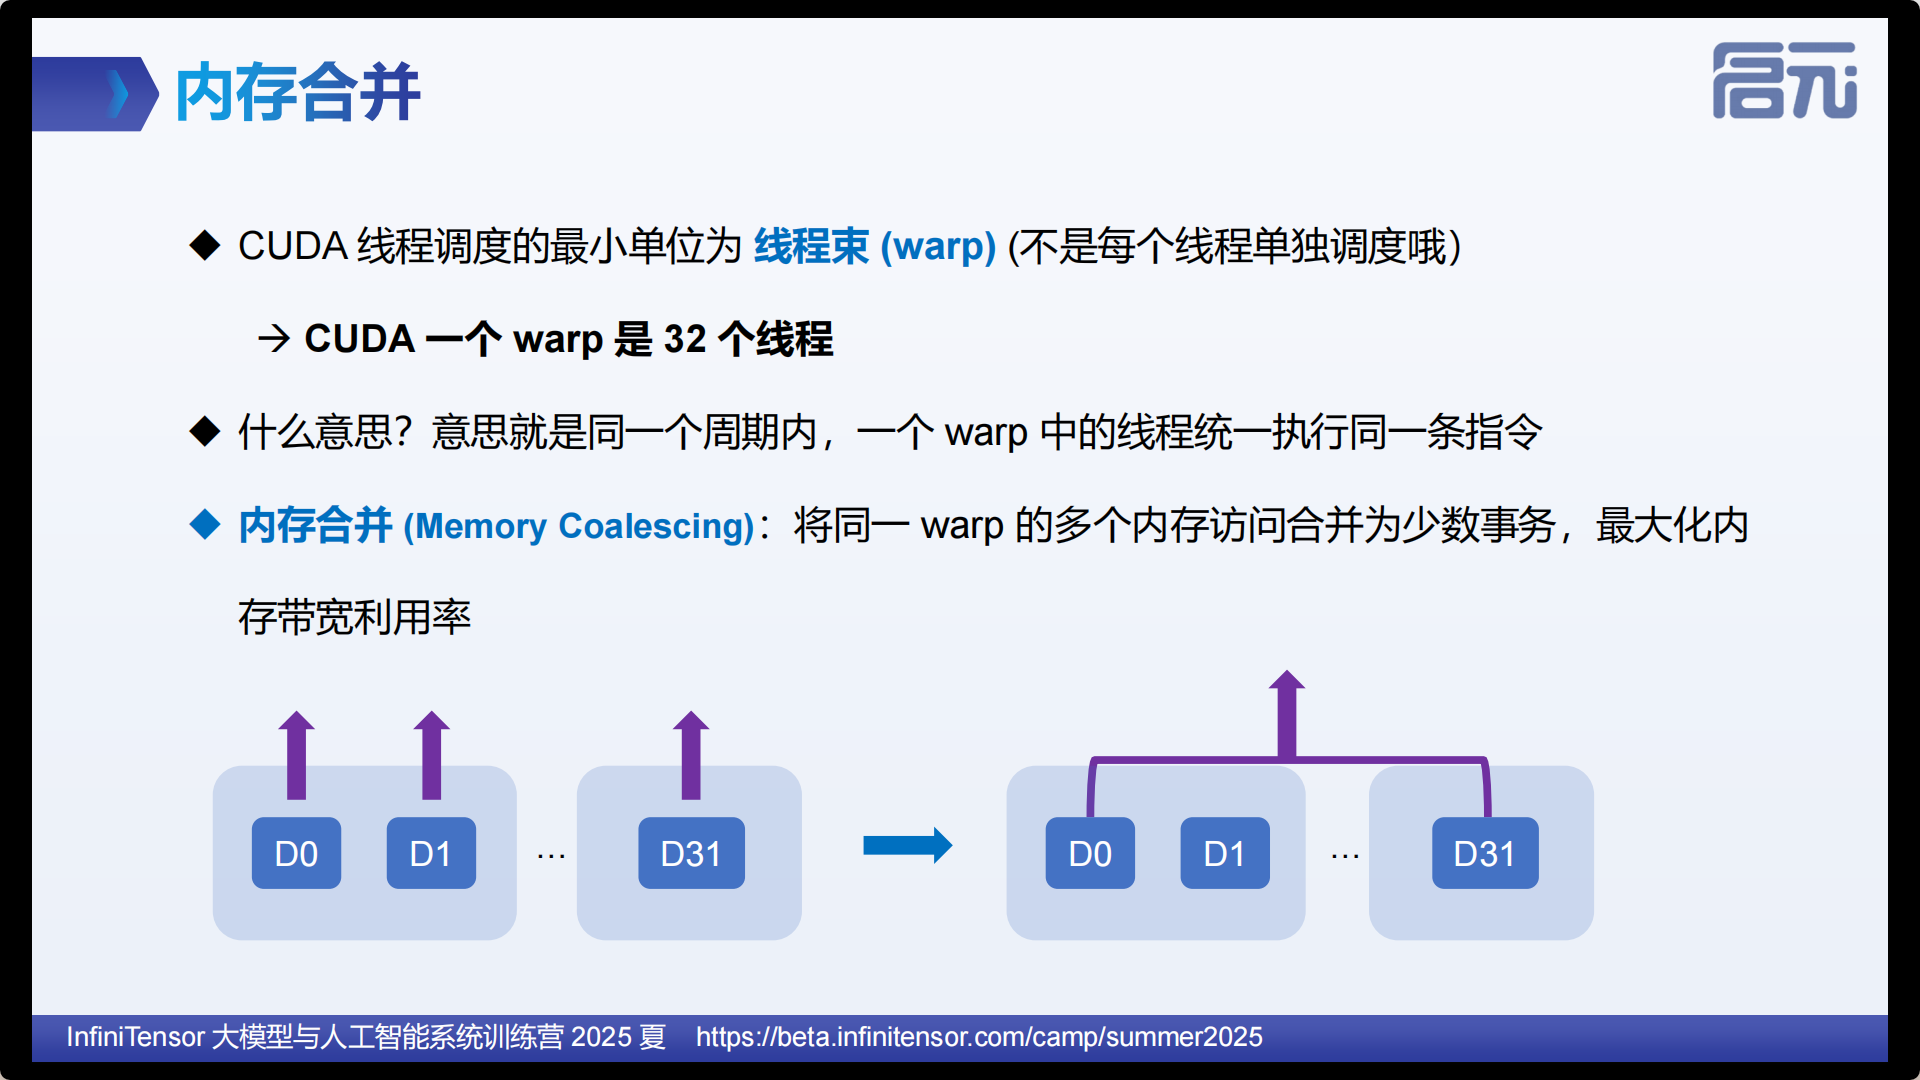 内存合并
启元
◆ CUDA 线程调度的最小单位为 线程束 (warp) (不是每个线程单独调度哦）
→ CUDA 一个 warp 是 32 个线程
◆ 什么意思？意思就是同一个周期内，一个 warp 中的线程统一执行同一条指令
◆ 内存合并 (Memory Coalescing)：将同一 warp 的多个内存访问合并为少数事务，最大化内
存带宽利用率
D0 D1 … D31 D0 D1 … D31
InfiniTensor 大模型与人工智能系统训练营 2025 夏 https://beta.infinitensor.com/camp/summer2025